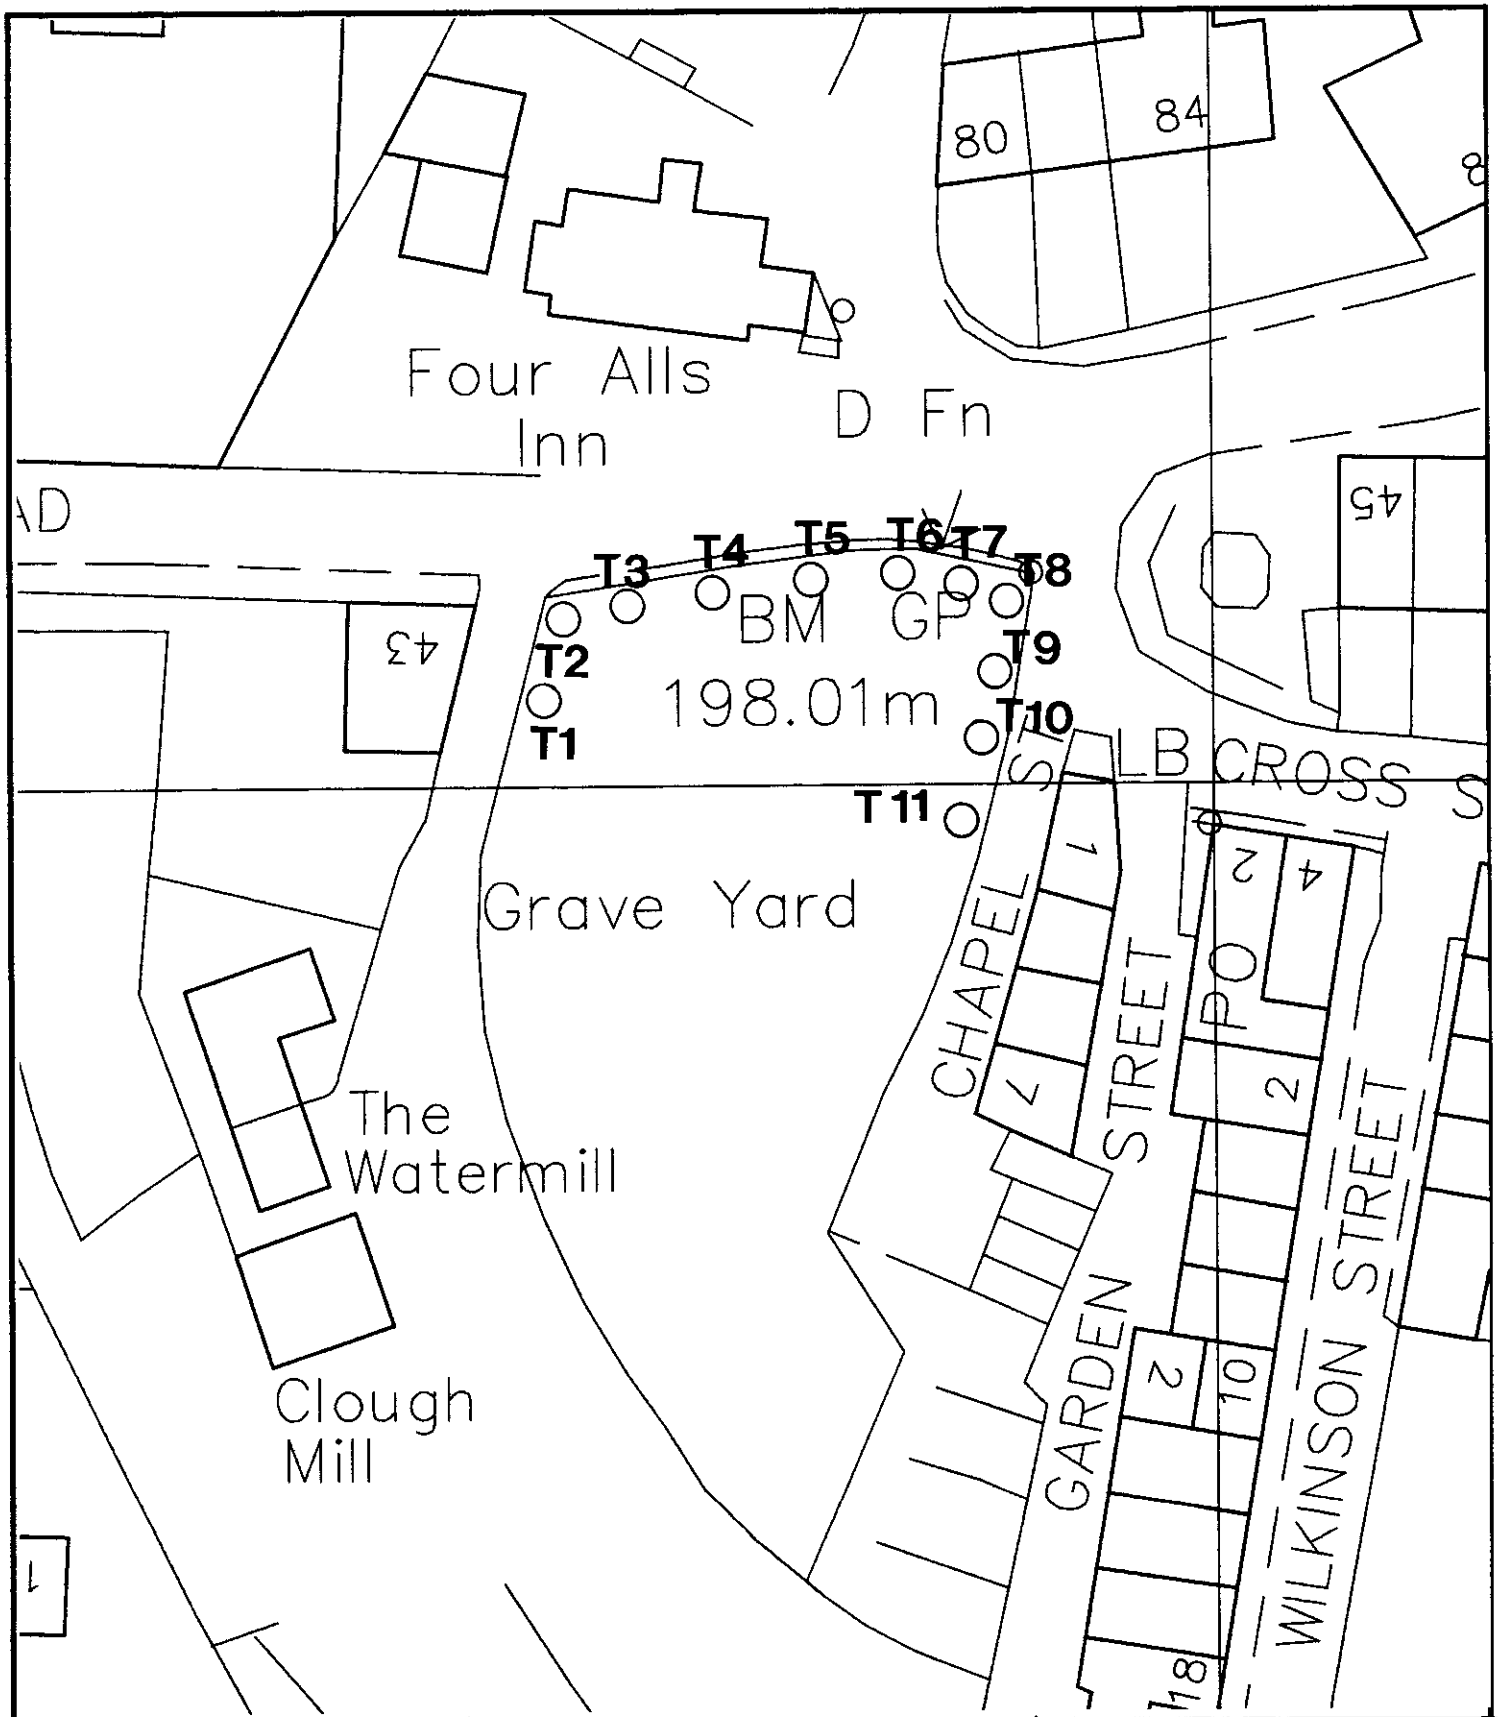 80
84
8
Four Alls
Inn
D Fn
AD
45
T3
T4
T5
T6
T7
T8
43
T2
BM
GP
T9
T1
198.01m
T10
ST
LB
CROSS S
T 11
1
2
4
Grave Yard
CHAPEL
STREET
PO
7
2
The
Watermill
WILKINSON STREET
GARDEN
2
10
Clough
Mill
1
18